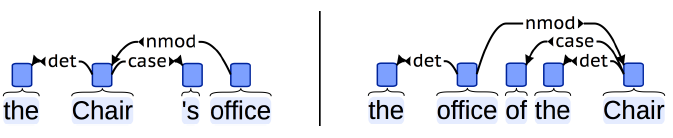 nmod
det case
the Chair 's office
nmod
case
det det
the office of the Chair